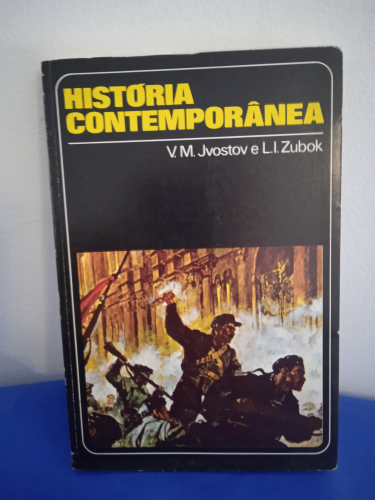 HISTÓRIA
CONTEMPORÂNEA
V. M. Jvostov e L. I. Zubok